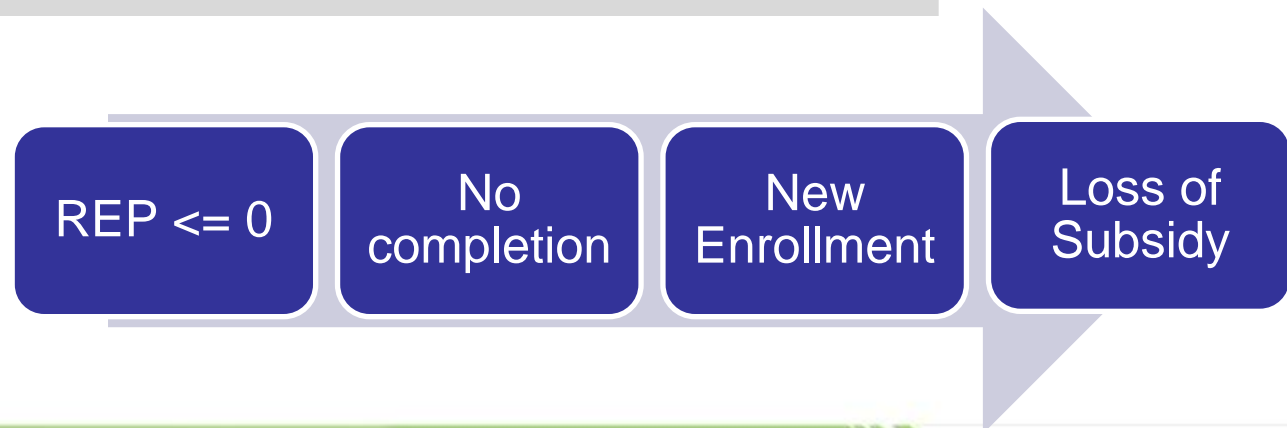 REP <= 0
No
completion
New
Enrollment
Loss of
Subsidy